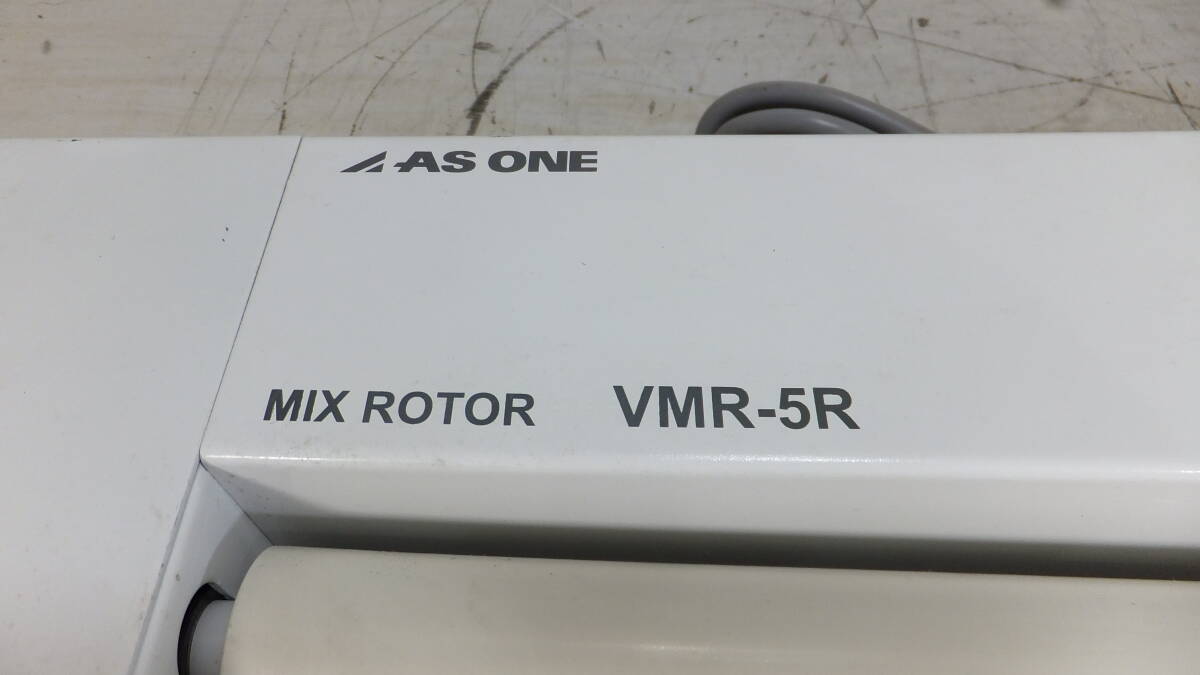 AS ONE
MIX ROTOR VMR-5R